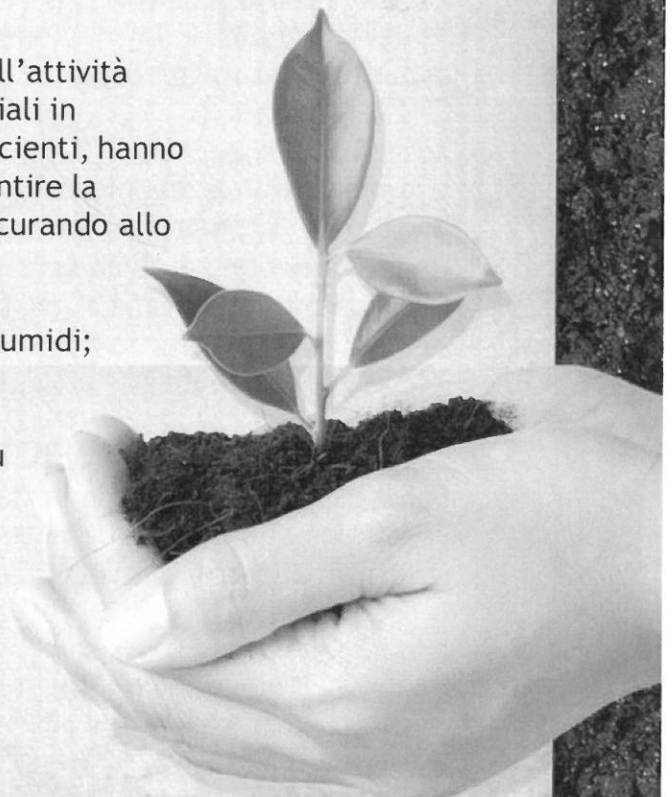 ll'attività
iali in
cienti, hanno
ntire la
curando allo
umidi;